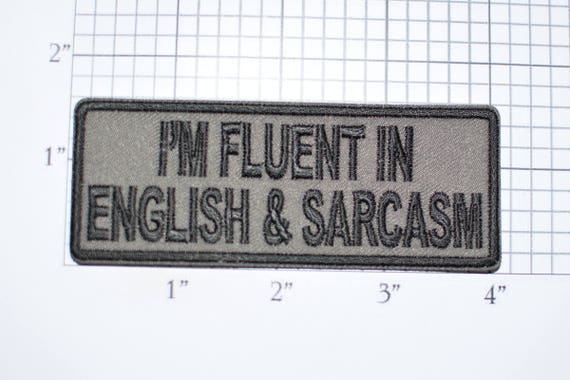 2”
I'M FLUENT IN
1”
ENGLISH & SARCASM
1” 2” 3” 4”